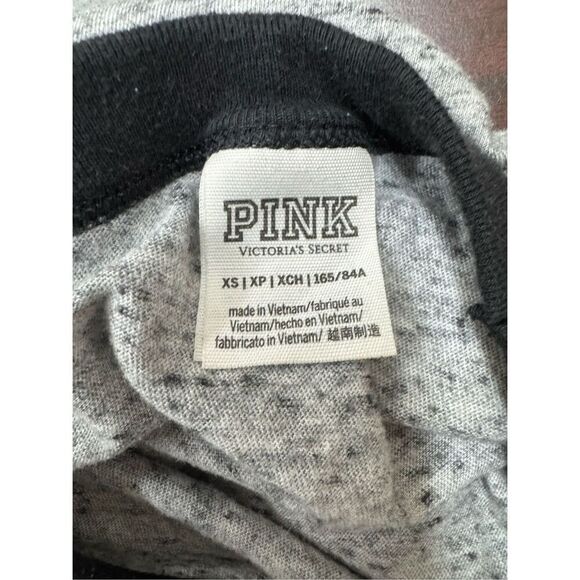 PINK
VICTORIA'S SECRET
XS | XP | XCH | 165/84A
made in Vietnam/fabriqué au
Vietnam/hecho en Vietnam/
fabbricato in Vietnam/ 越南制造